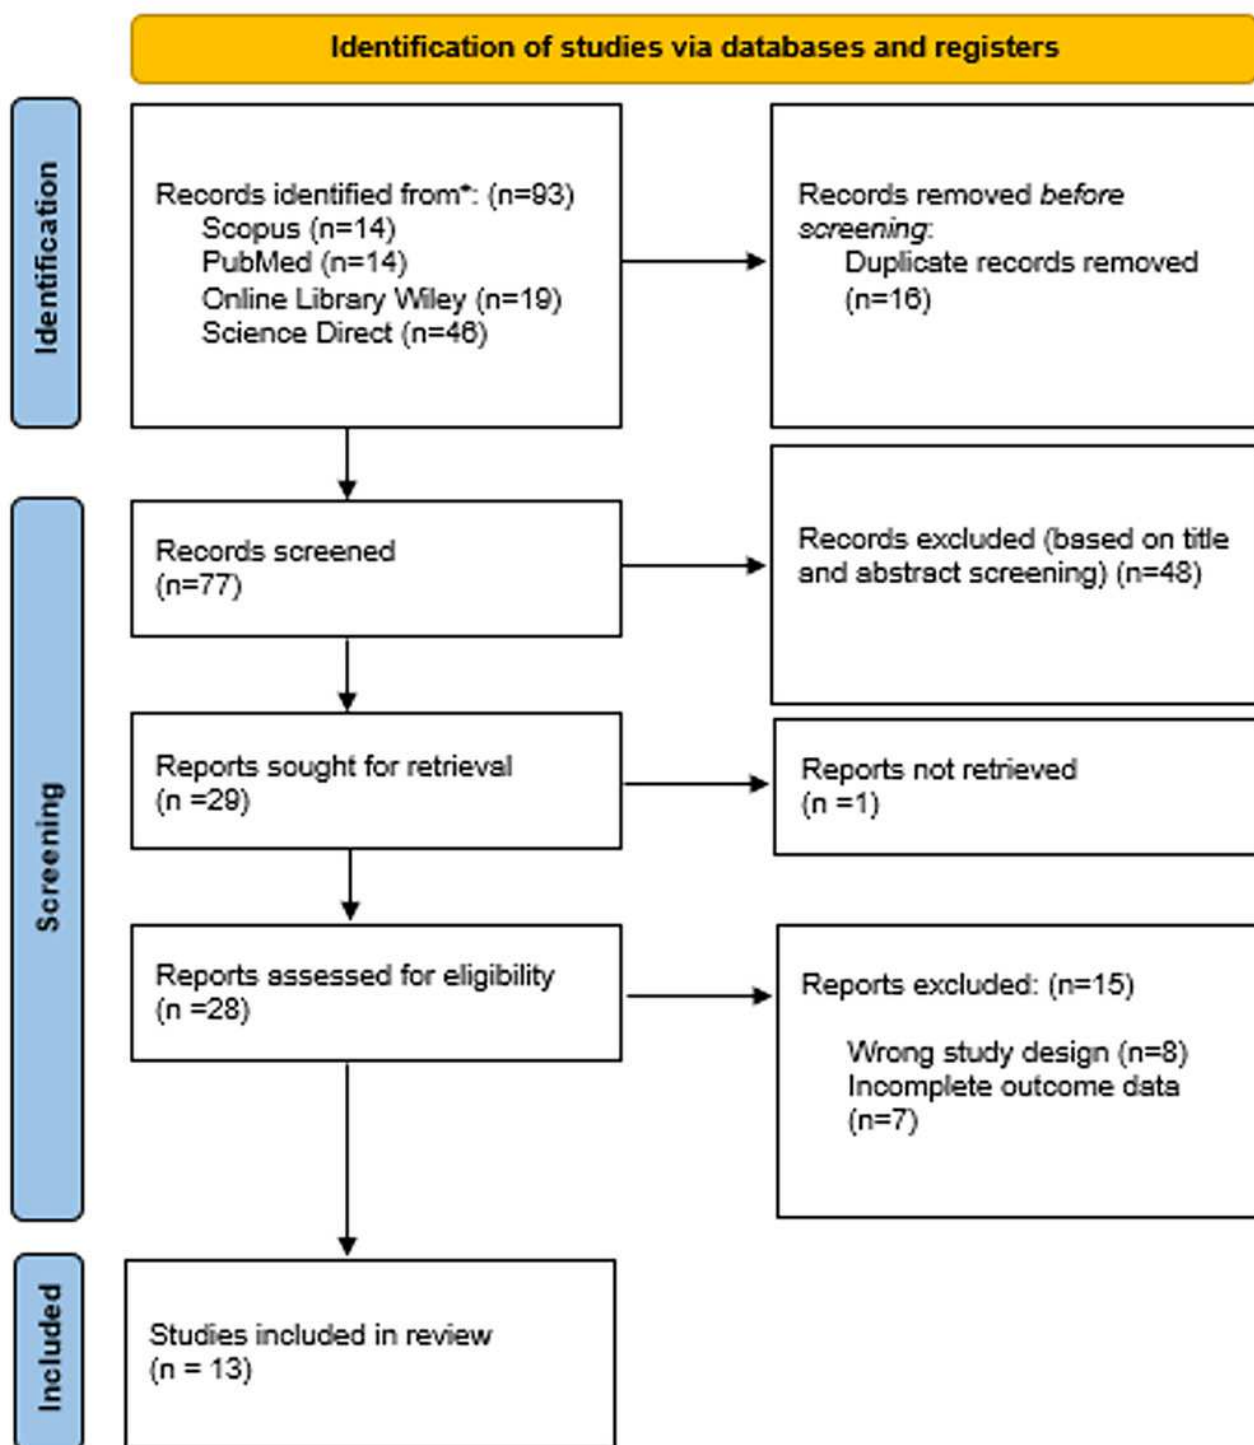 Identification of studies via databases and registers
Identification
Records identified from*: (n=93)
Scopus (n=14)
PubMed (n=14)
Online Library Wiley (n=19)
Science Direct (n=46)
Records removed before
screening:
Duplicate records removed
(n=16)
Screening
Records screened
(n=77)
Records excluded (based on title
and abstract screening) (n=48)
Reports sought for retrieval
(n =29)
Reports not retrieved
(n =1)
Reports assessed for eligibility
(n =28)
Reports excluded: (n=15)
Wrong study design (n=8)
Incomplete outcome data
(n=7)
Included
Studies included in review
(n = 13)